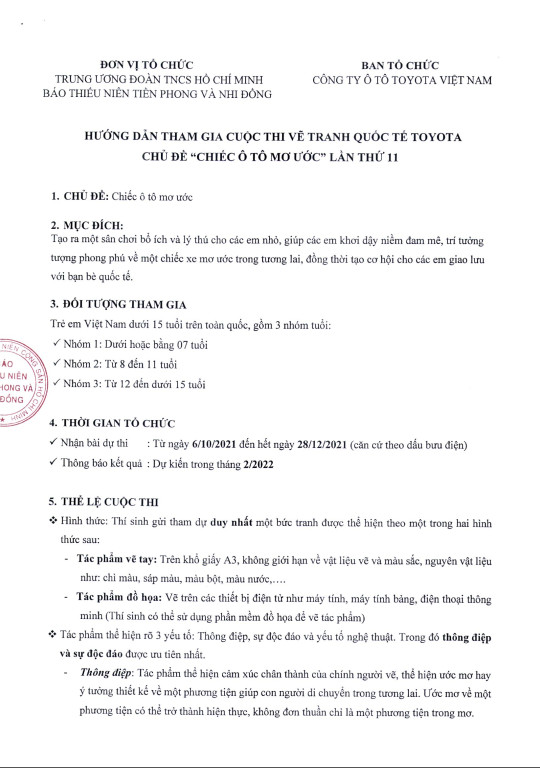 ĐƠN VỊ TỔ CHỨC
TRUNG ƯƠNG ĐOÀN TNCS HỒ CHÍ MINH
BÁO THIẾU NIÊN TIỀN PHONG VÀ NHI ĐỒNG
BAN TỔ CHỨC
CÔNG TY Ô TÔ TOYOTA VIỆT NAM
HƯỚNG DẪN THAM GIA CUỘC THI VẼ TRANH QUỐC TẾ TOYOTA
CHỦ ĐỀ “CHIẾC Ô TÔ MƠ ƯỚC” LẦN THỨ 11
1. CHỦ ĐỀ: Chiếc ô tô mơ ước
2. MỤC ĐÍCH:
Tạo ra một sân chơi bổ ích và lý thú cho các em nhỏ, giúp các em khơi dậy niềm đam mê, trí tưởng
tượng phong phú về một chiếc xe mơ ước trong tương lai, đồng thời tạo cơ hội cho các em giao lưu
với bạn bè quốc tế.
3. ĐỐI TƯỢNG THAM GIA
Trẻ em Việt Nam dưới 15 tuổi trên toàn quốc, gồm 3 nhóm tuổi:
✓ Nhóm 1: Dưới hoặc bằng 07 tuổi
✓ Nhóm 2: Từ 8 đến 11 tuổi
✓ Nhóm 3: Từ 12 đến dưới 15 tuổi
ÁO
U NIÊN
PHONG VÀ
ĐỒNG
NIÊN CỘNG SẢN HỒ CHÍ MINH
4. THỜI GIAN TỔ CHỨC
✓ Nhận bài dự thi : Từ ngày 6/10/2021 đến hết ngày 28/12/2021 (căn cứ theo dấu bưu điện)
✓ Thông báo kết quả : Dự kiến trong tháng 2/2022
5. THỂ LỆ CUỘC THI
❖ Hình thức: Thí sinh gửi tham dự duy nhất một bức tranh được thể hiện theo một trong hai hình
thức sau:
- Tác phẩm vẽ tay: Trên khổ giấy A3, không giới hạn về vật liệu vẽ và màu sắc, nguyên vật liệu
như: chì màu, sáp màu, màu bột, màu nước,....
- Tác phẩm đồ họa: Vẽ trên các thiết bị điện tử như máy tính, máy tính bảng, điện thoại thông
minh (Thí sinh có thể sử dụng phần mềm đồ họa để vẽ tác phẩm)
❖ Tác phẩm thể hiện rõ 3 yếu tố: Thông điệp, sự độc đáo và yếu tố nghệ thuật. Trong đó thông điệp
và sự độc đáo được ưu tiên nhất.
- Thông điệp: Tác phẩm thể hiện cảm xúc chân thành của chính người vẽ, thể hiện ước mơ hay
ý tưởng thiết kế về một phương tiện giúp con người di chuyển trong tương lai. Ước mơ về một
phương tiện có thể trở thành hiện thực, không đơn thuần chỉ là một phương tiện trong mơ.